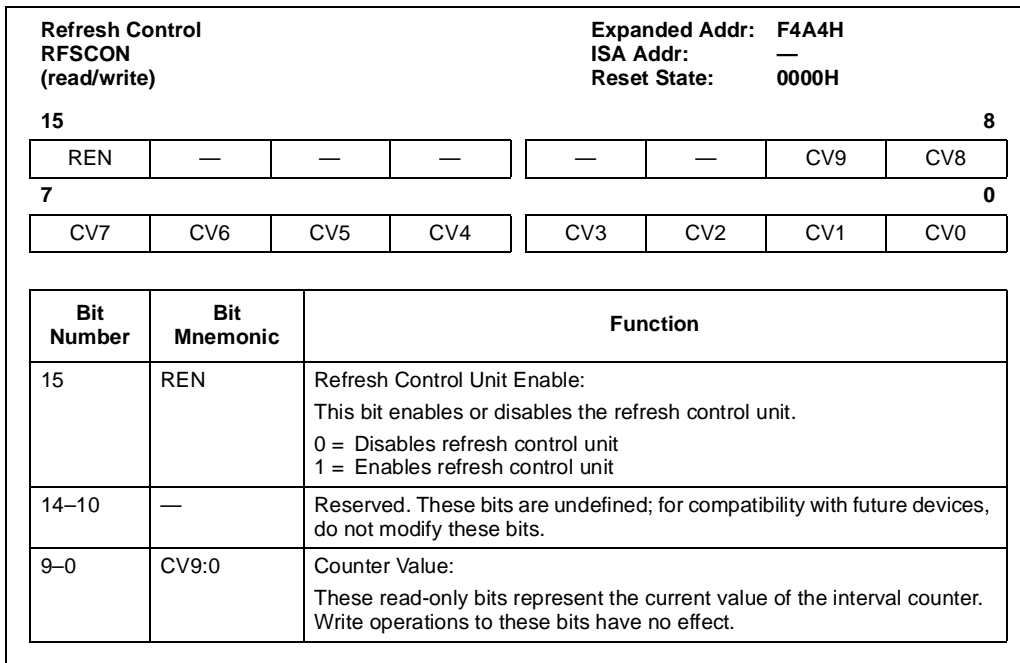 Refresh Control Expanded Addr: F4A4H
RFSCON ISA Addr: —
(read/write) Reset State: 0000H
15 8
REN — — — — — CV9 CV8
7 0
CV7 CV6 CV5 CV4 CV3 CV2 CV1 CV0
Bit Number Bit Mnemonic Function
15 REN Refresh Control Unit Enable:
This bit enables or disables the refresh control unit.
0 = Disables refresh control unit
1 = Enables refresh control unit
14–10 — Reserved. These bits are undefined; for compatibility with future devices,
do not modify these bits.
9–0 CV9:0 Counter Value:
These read-only bits represent the current value of the interval counter.
Write operations to these bits have no effect.